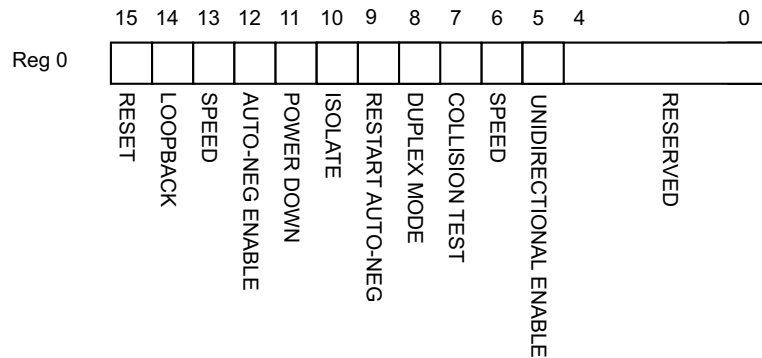 15 14 13 12 11 10 9 8 7 6 5 4 0
Reg 0
RESET
LOOPBACK
SPEED
AUTO-NEG ENABLE
POWER DOWN
ISOLATE
RESTART AUTO-NEG
DUPLEX MODE
COLLISION TEST
SPEED
UNIDIRECTIONAL ENABLE
RESERVED